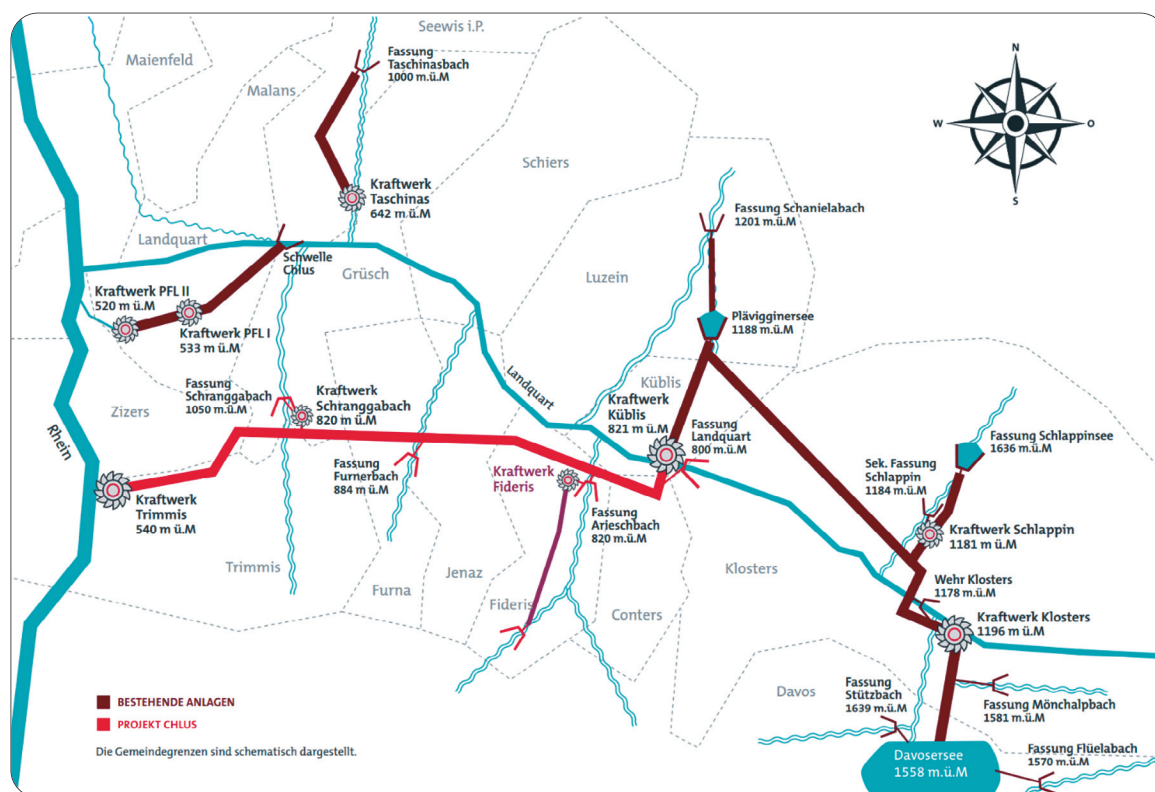 Seewis i.P.
Maienfeld
Fassung
Taschinasbach
1000 m.ü.M
Malans
N
W
O
S
Schiers
Kraftwerk
Taschinas
642 m ü.M
Fassung Schanielabach
1201 m.ü.M
Landquart
Schwelle
Chlus
Grüsch
Luzein
Kraftwerk PFL II
520 m ü.M
Kraftwerk PFL I
533 m ü.M
Plävigginersee
1188 m.ü.M
Landquart
Rhein
Fassung
Schranggabach
1050 m.ü.M
Kraftwerk
Schranggabach
820 m ü.M
Zizers
Küblis
Kraftwerk
Küblis
821 m ü.M
Fassung
Landquart
800 m.ü.M
Fassung Schlappinsee
1636 m.ü.M
Sek. Fassung
Schlappin
1184 m.ü.M
Kraftwerk
Fideris
Fassung
Furnerbach
884 m.ü.M
Kraftwerk
Trimmis
540 m ü.M
Fassung
Arieschbach
820 m.ü.M
Kraftwerk Schlappin
1181 m ü.M
Trimmis
Furna
Jenaz
Fideris
Conters
Klosters
Wehr Klosters
1178 m.ü.M
Kraftwerk Klosters
1196 m ü.M
Davos
Fassung
Stützbach
1639 m.ü.M
Fassung Mönchalpbach
1581 m.ü.M
Davosersee
1558 m.ü.M
Fassung Flüelabach
1570 m.ü.M
BESTEHENDE ANLAGEN
PROJEKT CHLUS
Die Gemeindegrenzen sind schematisch dargestellt.